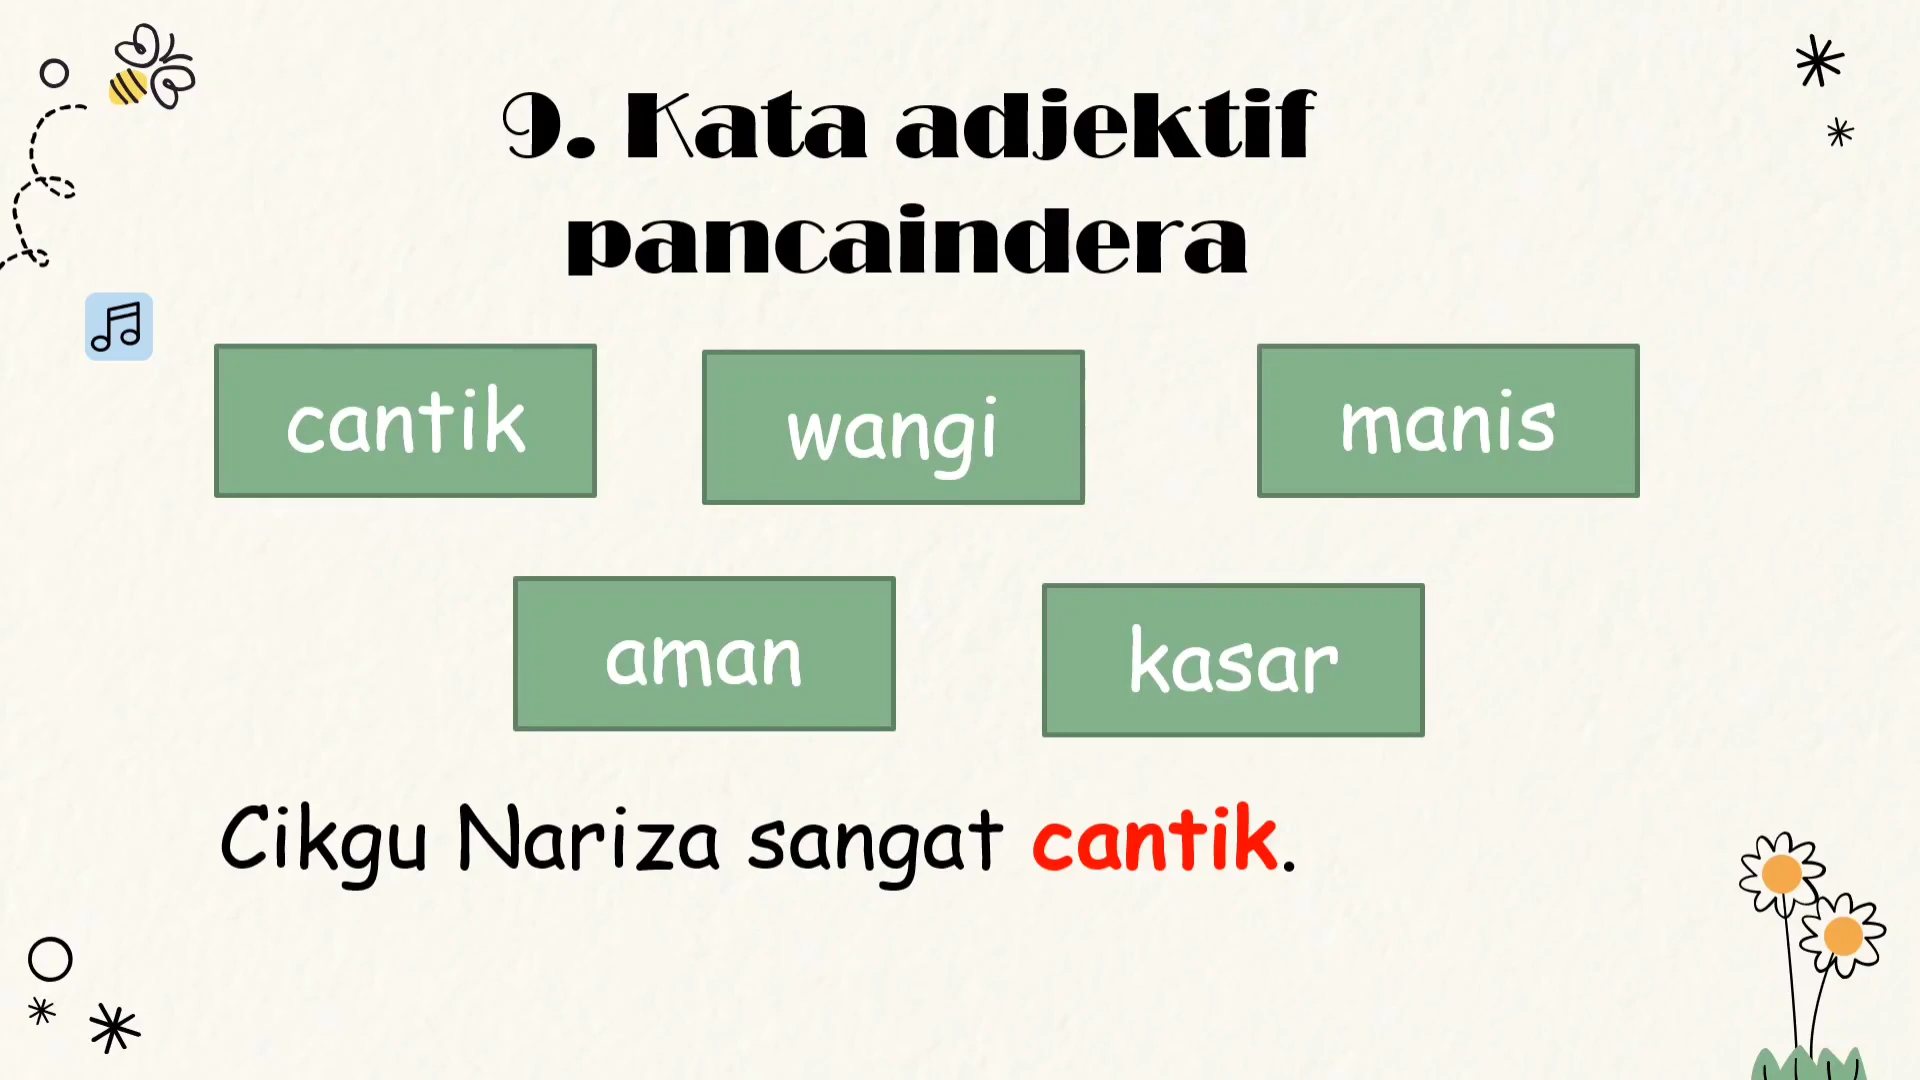 9. Kata adjektif
pancaindera
cantik
wangi
manis
aman
kasar
Cikgu Nariza sangat cantik.